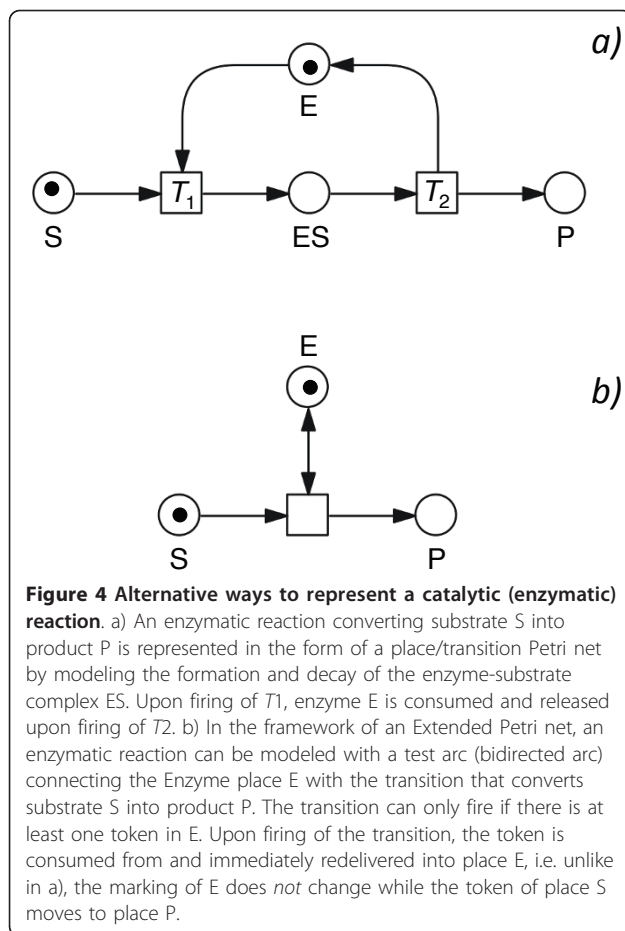 a)
E
T1
T2
S
ES
P
E
b)
S
P
Figure 4 Alternative ways to represent a catalytic (enzymatic)
reaction. a) An enzymatic reaction converting substrate S into
product P is represented in the form of a place/transition Petri net
by modeling the formation and decay of the enzyme-substrate
complex ES. Upon firing of T1, enzyme E is consumed and released
upon firing of T2. b) In the framework of an Extended Petri net, an
enzymatic reaction can be modeled with a test arc (bidirected arc)
connecting the Enzyme place E with the transition that converts
substrate S into product P. The transition can only fire if there is at
least one token in E. Upon firing of the transition, the token is
consumed from and immediately redelivered into place E, i.e. unlike
in a), the marking of E does not change while the token of place S
moves to place P.